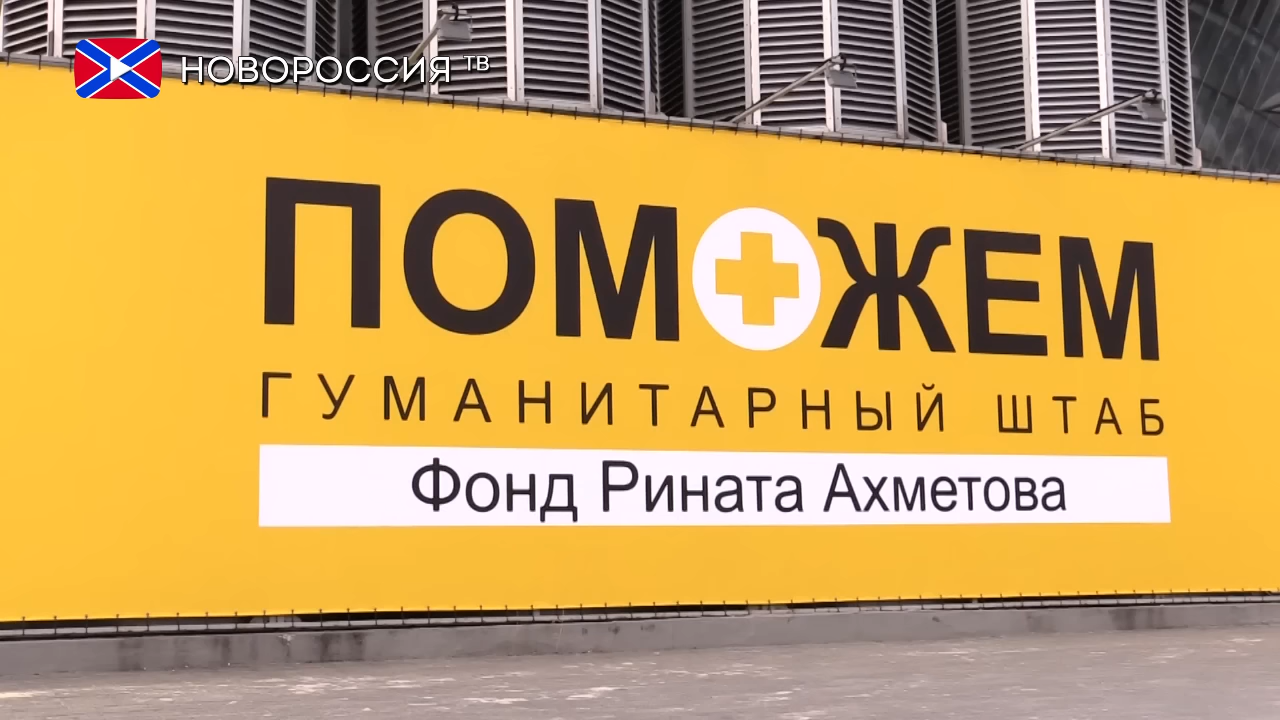 НОВОРОССИЯ ТВ
ПОМОЖЕМ
ГУМАНИТАРНЫЙ ШТАБ
Фонд Рината Ахметова